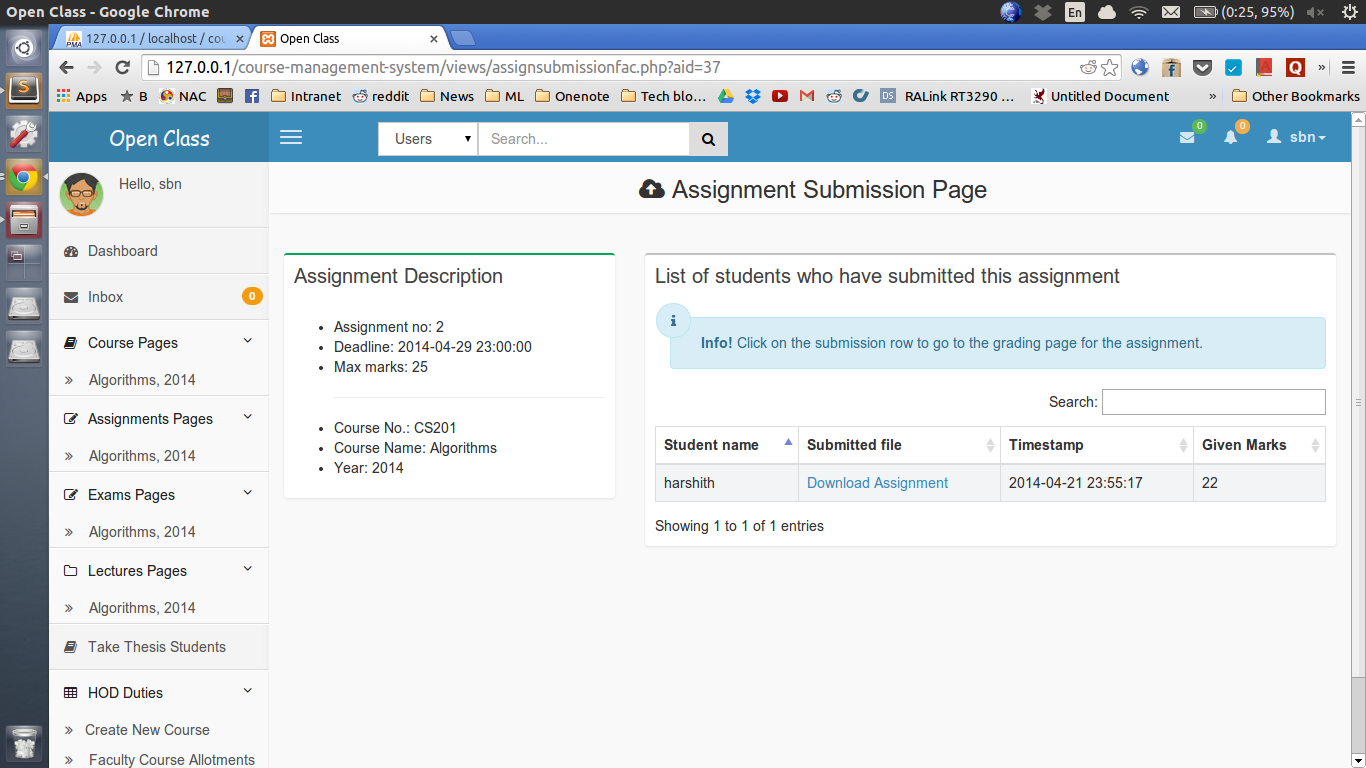 Open Class - Google Chrome
En
(0:25, 95%)
127.0.0.1 / localhost / cou
Open Class
127.0.0.1/course-management-system/views/assignsubmissionfac.php?aid=37
Apps
B
NAC
Intranet
reddit
News
ML
Onenote
Tech blo...
DS
RALink RT3290 ...
Untitled Document
»
Other Bookmarks
Open Class
Users
Search...
0
0
sbn
Hello, sbn
Assignment Submission Page
Dashboard
Inbox
0
Course Pages
» Algorithms, 2014
Assignments Pages
» Algorithms, 2014
Exams Pages
» Algorithms, 2014
Lectures Pages
» Algorithms, 2014
Take Thesis Students
HOD Duties
» Create New Course
» Faculty Course Allotments
Assignment Description
• Assignment no: 2
• Deadline: 2014-04-29 23:00:00
• Max marks: 25
• Course No.: CS201
• Course Name: Algorithms
• Year: 2014
List of students who have submitted this assignment
Info! Click on the submission row to go to the grading page for the assignment.
Search:
Student name Submitted file Timestamp Given Marks
harshith Download Assignment 2014-04-21 23:55:17 22
Showing 1 to 1 of 1 entries